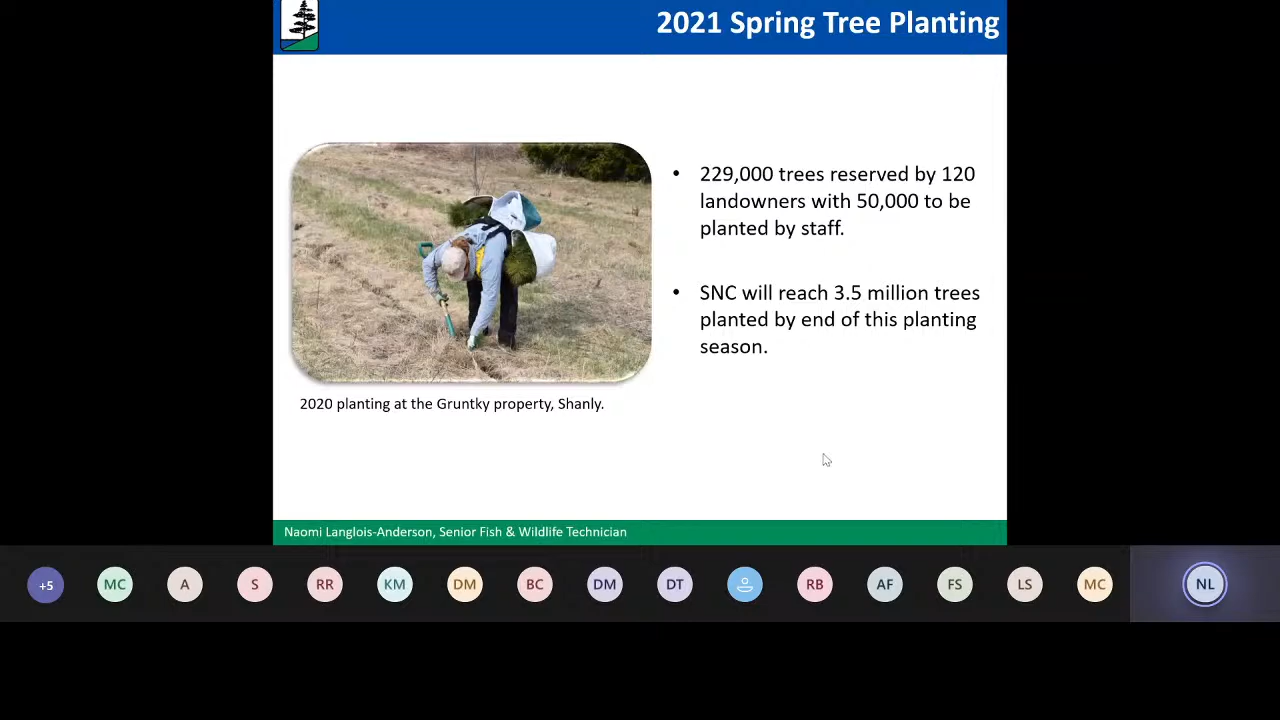 2021 Spring Tree Planting
• 229,000 trees reserved by 120
landowners with 50,000 to be
planted by staff.
• SNC will reach 3.5 million trees
planted by end of this planting
season.
2020 planting at the Gruntky property, Shanly.
Naomi Langlois-Anderson, Senior Fish & Wildlife Technician
+5 MC A S RR KM DM BC DM DT RB AF FS LS MC NL